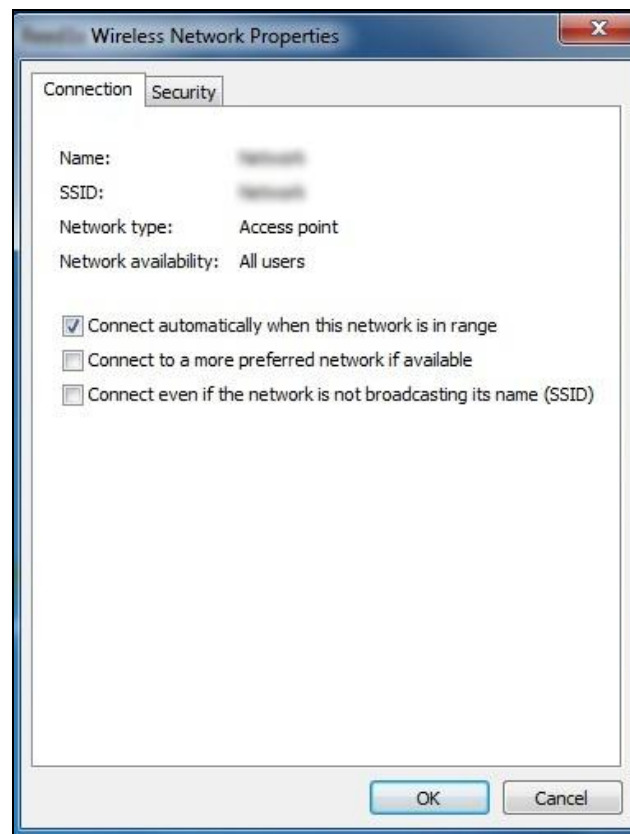 Wireless Network Properties
Connection Security
Name:
SSID:
Network type: Access point
Network availability: All users
Connect automatically when this network is in range
Connect to a more preferred network if available
Connect even if the network is not broadcasting its name (SSID)
OK Cancel